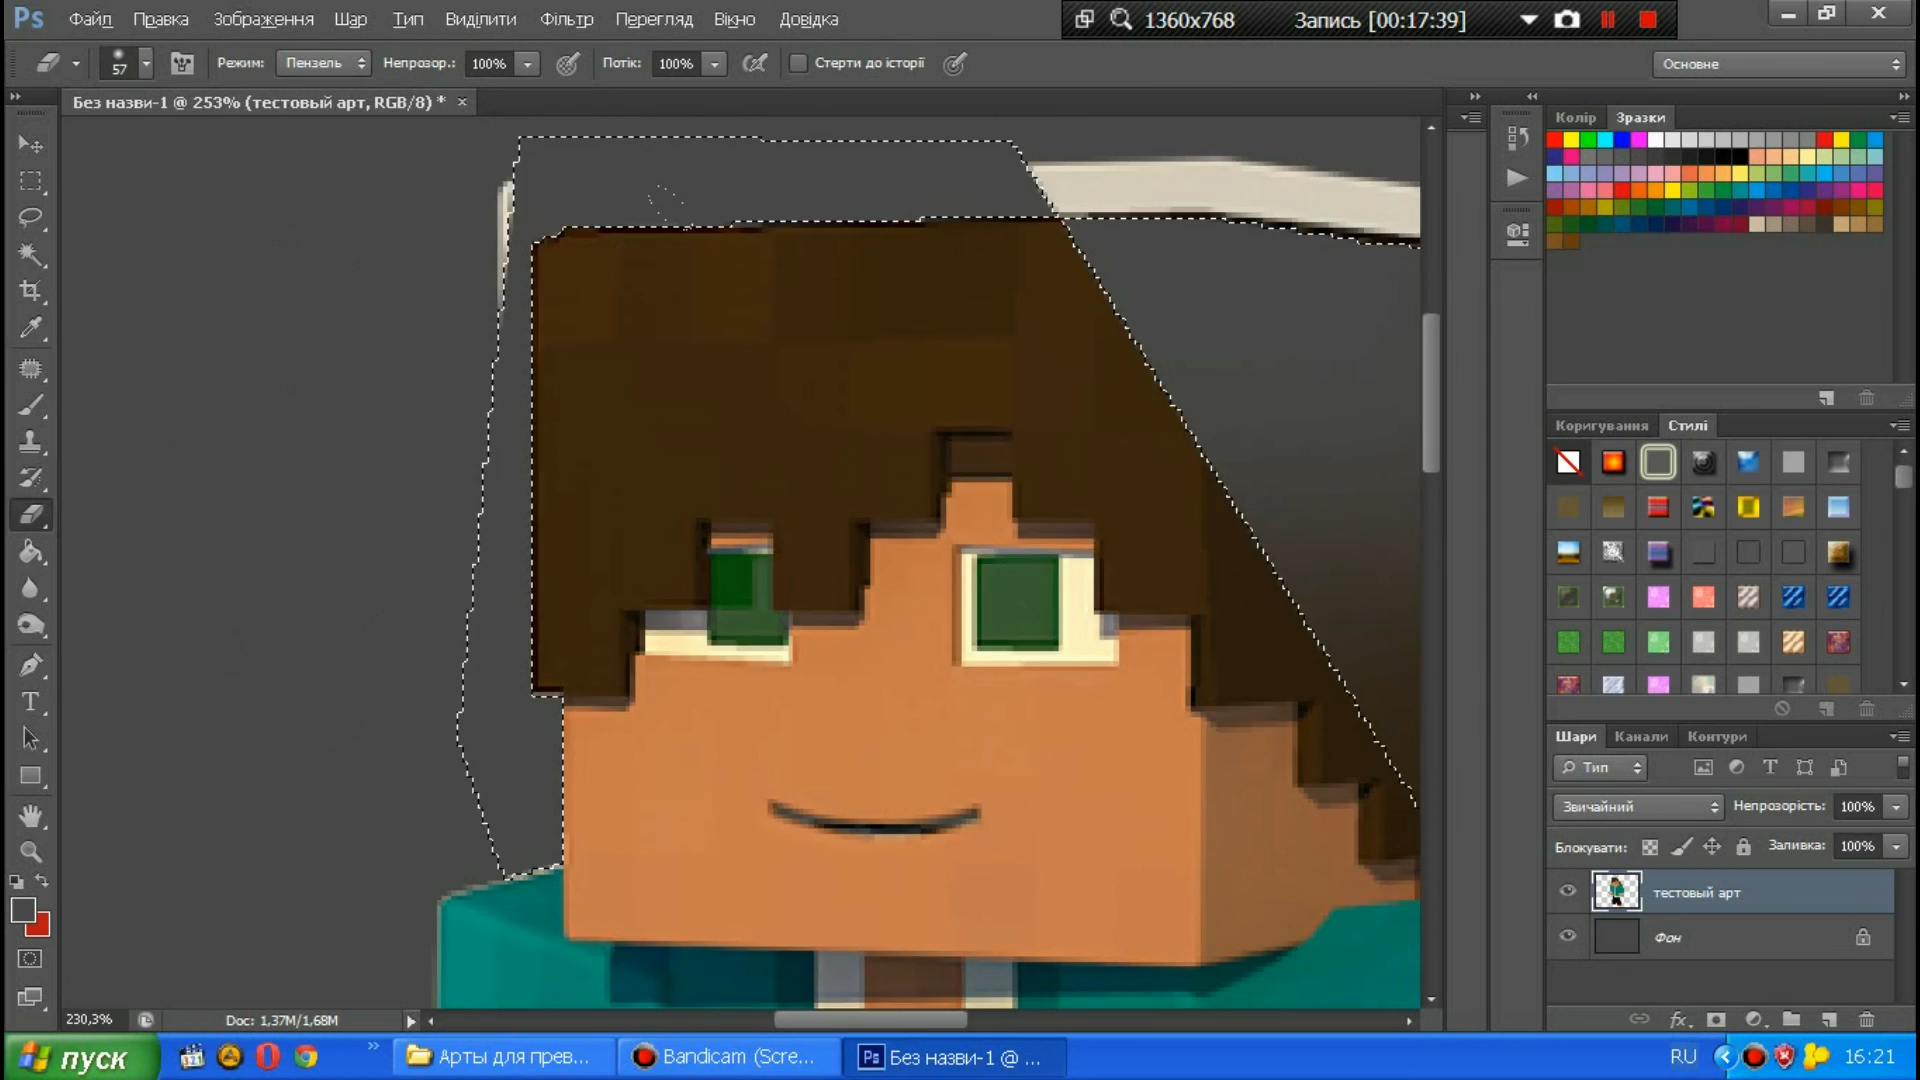 Ps Файл Правка Зображення Шар Тип Виділити Фільтр Перегляд Вікно Довідка 1360x768 Запись [00:17:39]
57 Режим: Пензель Непрозор.: 100% Потік: 100% Стерти до історії Основне
Без назви-1 @ 253% (тестовый арт, RGB/8) *
Колір Зразки
Коригування Стилі
Шари Канали Контури
Тип
Звичайний Непрозорість: 100%
Блокувати: Заливка: 100%
тестовый арт
Фон
230,3% Doc: 1,37M/1,68M
fx
пуск Арты для прев... Bandicam (Scre... Ps Без назви-1 @ ... RU 16:21